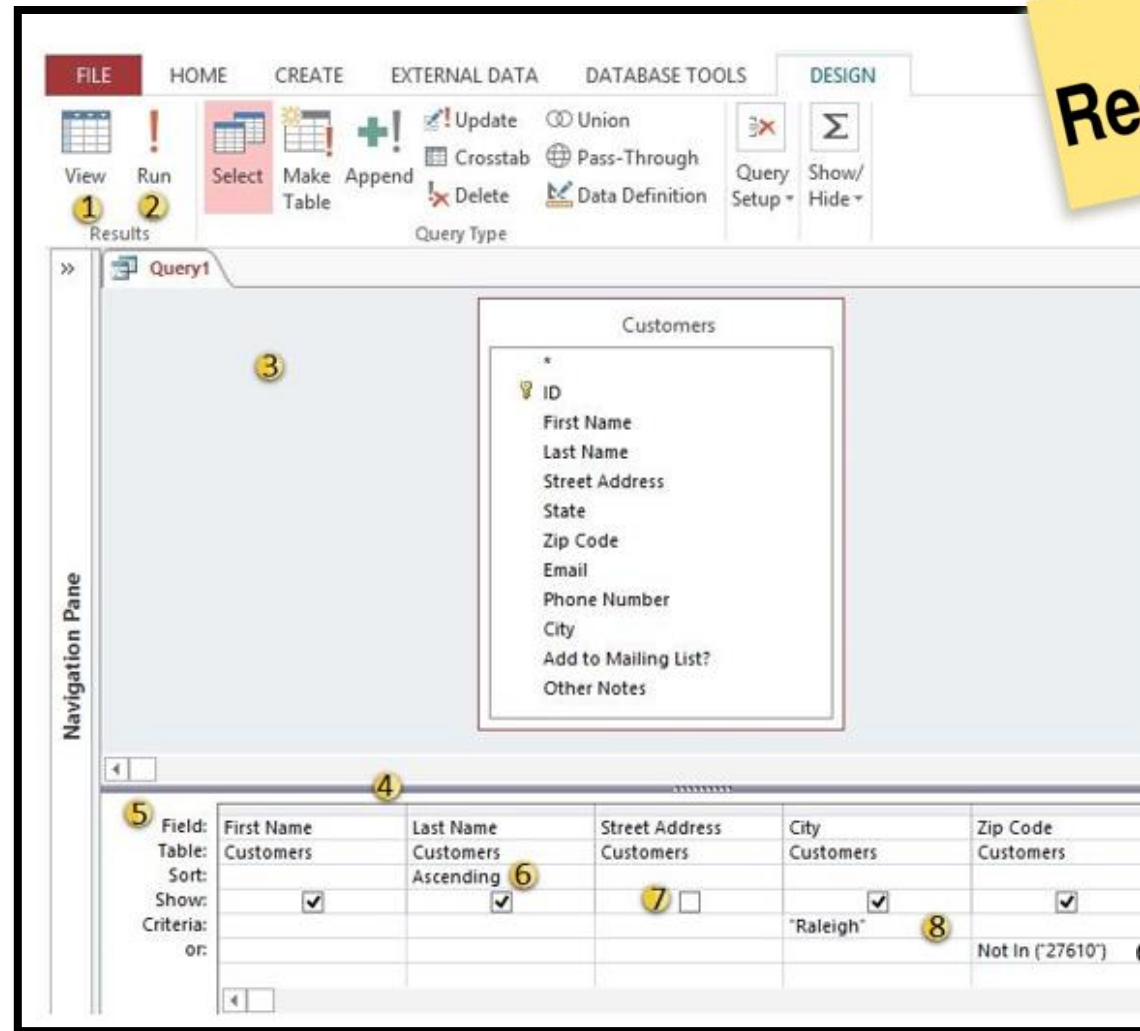 FILE HOME CREATE EXTERNAL DATA DATABASE TOOLS DESIGN
View Run Select Make Table Append Update Crosstab Delete Union Pass-Through Data Definition Query Setup Show/ Hide
1 2
Results Query Type
» Query1
Customers
3
*
ID
First Name
Last Name
Street Address
State
Zip Code
Email
Phone Number
City
Add to Mailing List?
Other Notes
Navigation Pane
4
5 Field: First Name Last Name Street Address City Zip Code
Table: Customers Customers Customers Customers Customers
Sort: Ascending 6
Show: 7
Criteria: "Raleigh" 8
or: Not In ("27610")